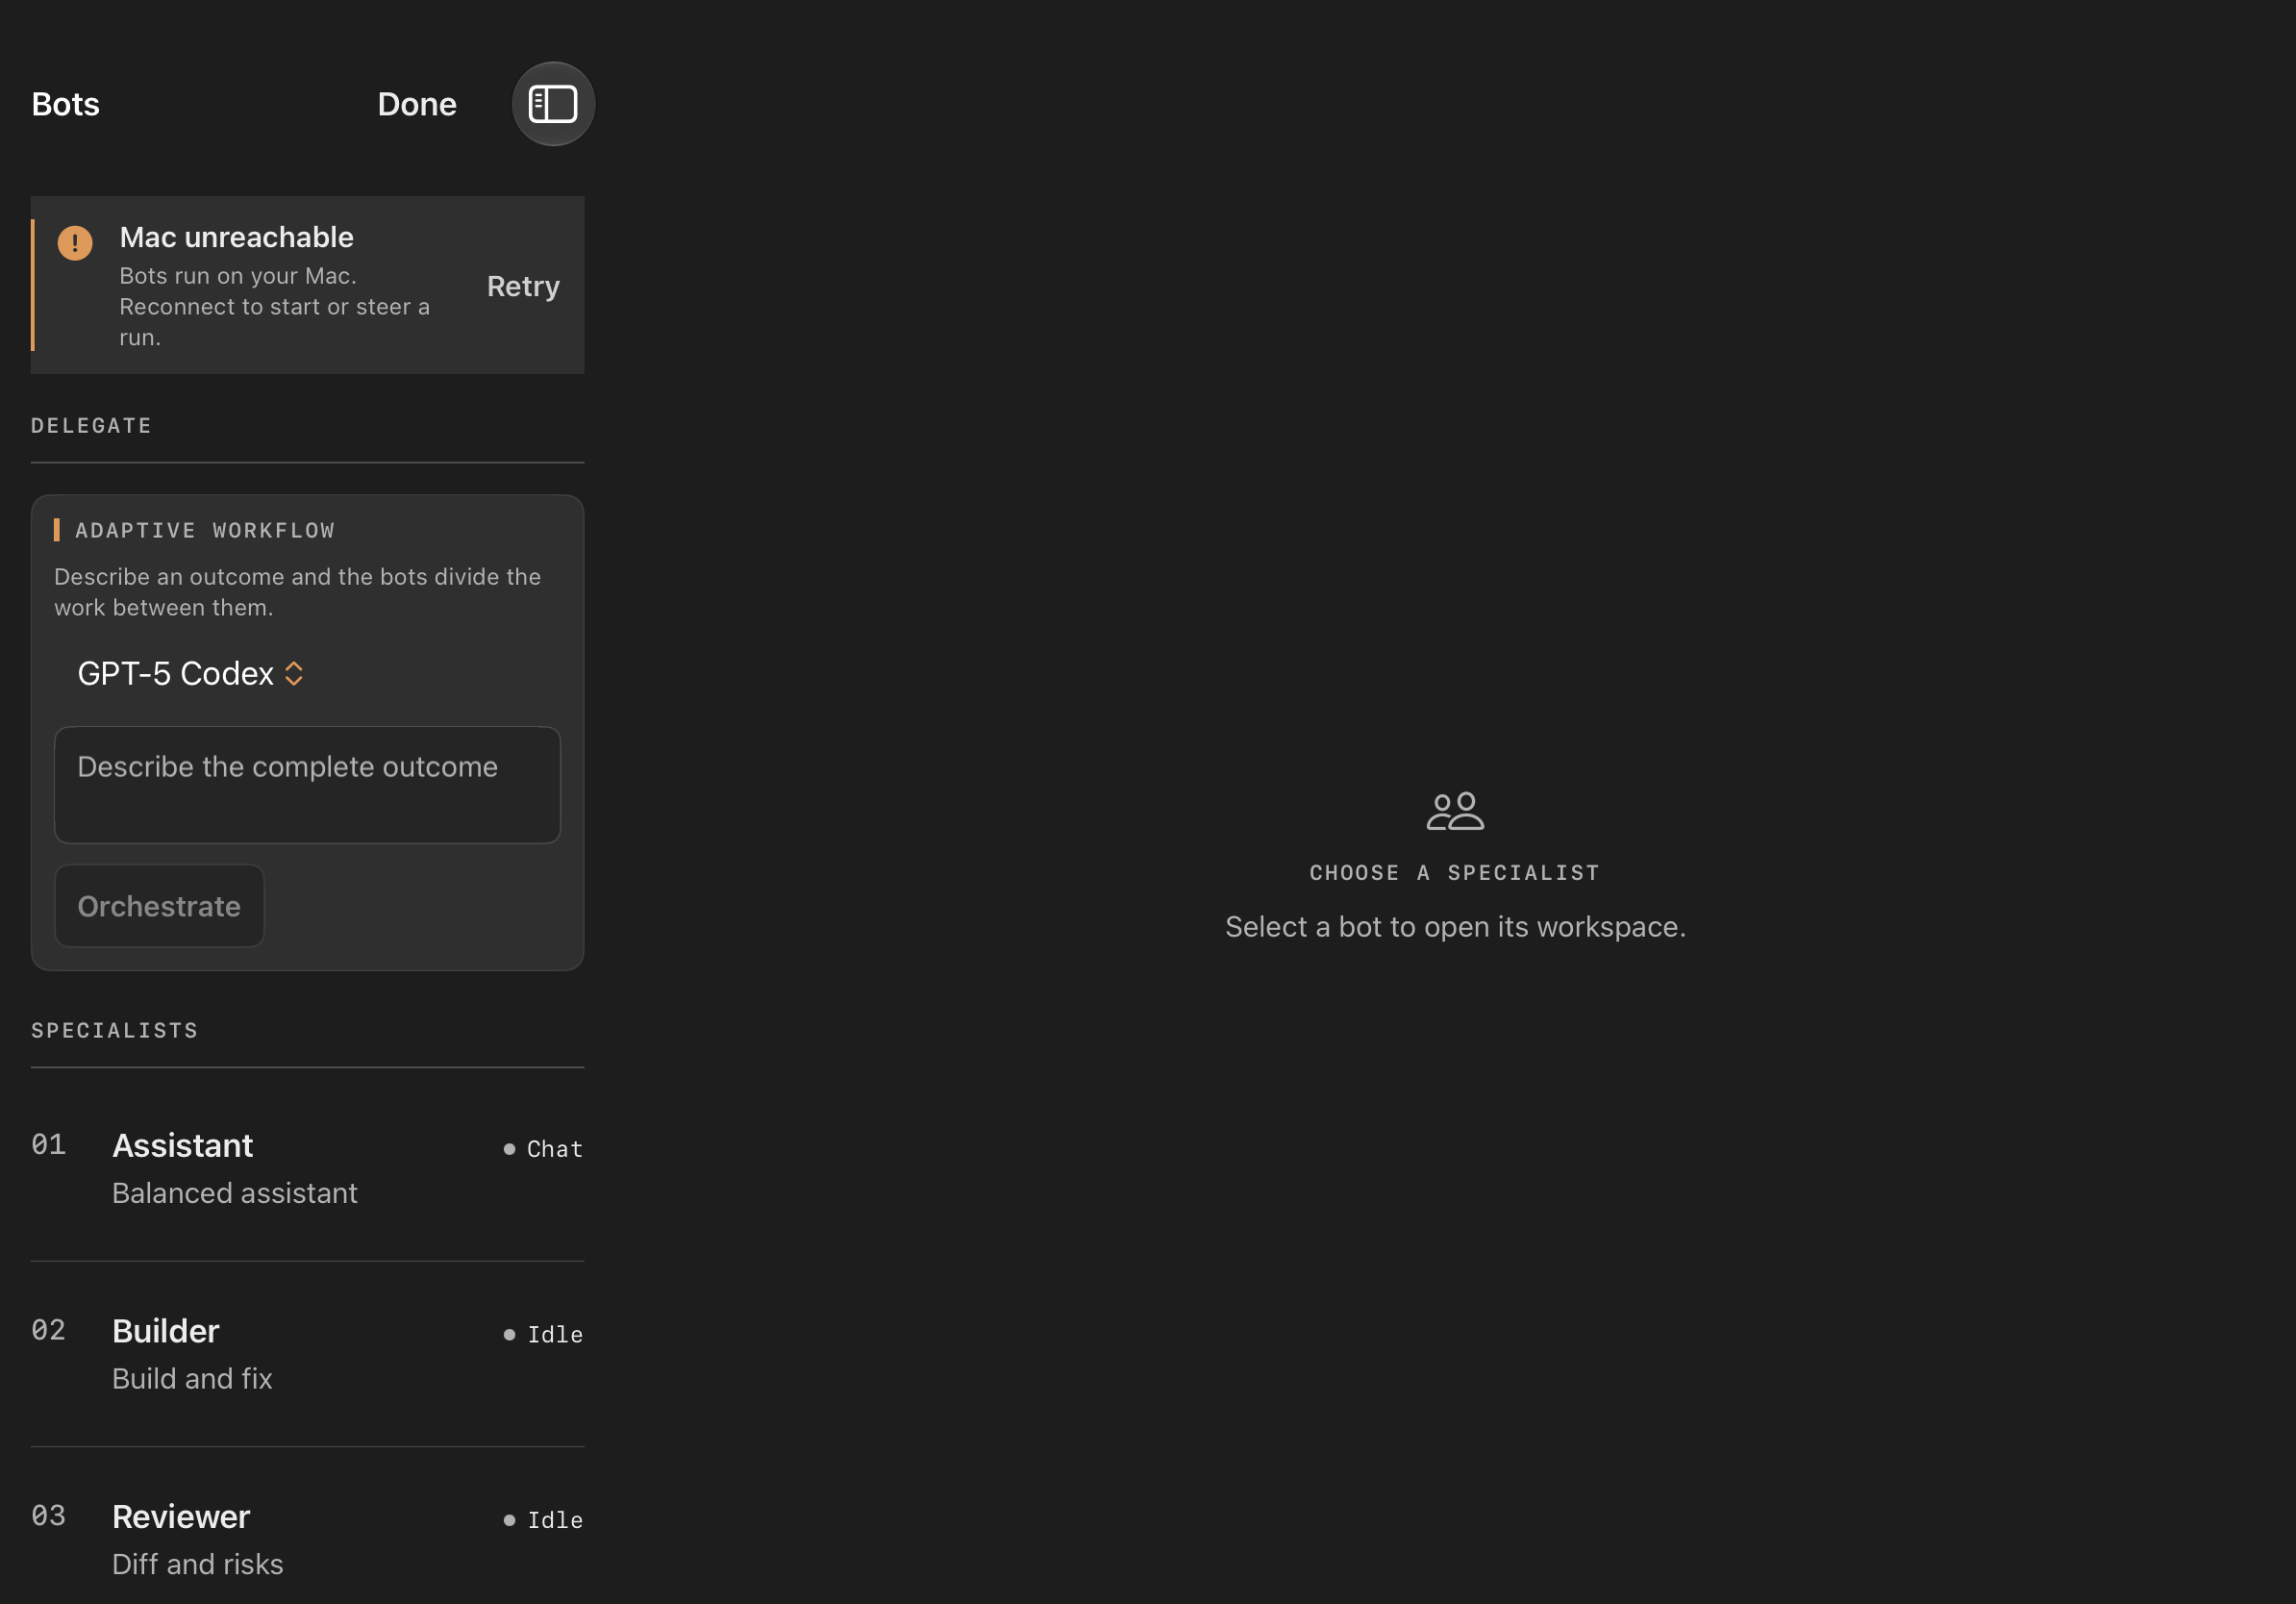 Bots
Done
Mac unreachable
Bots run on your Mac.
Reconnect to start or steer a
run.
Retry
DELEGATE
ADAPTIVE WORKFLOW
Describe an outcome and the bots divide the
work between them.
GPT-5 Codex
Describe the complete outcome
Orchestrate
SPECIALISTS
01
Assistant
Chat
Balanced assistant
02
Builder
Idle
Build and fix
03
Reviewer
Idle
Diff and risks
CHOOSE A SPECIALIST
Select a bot to open its workspace.